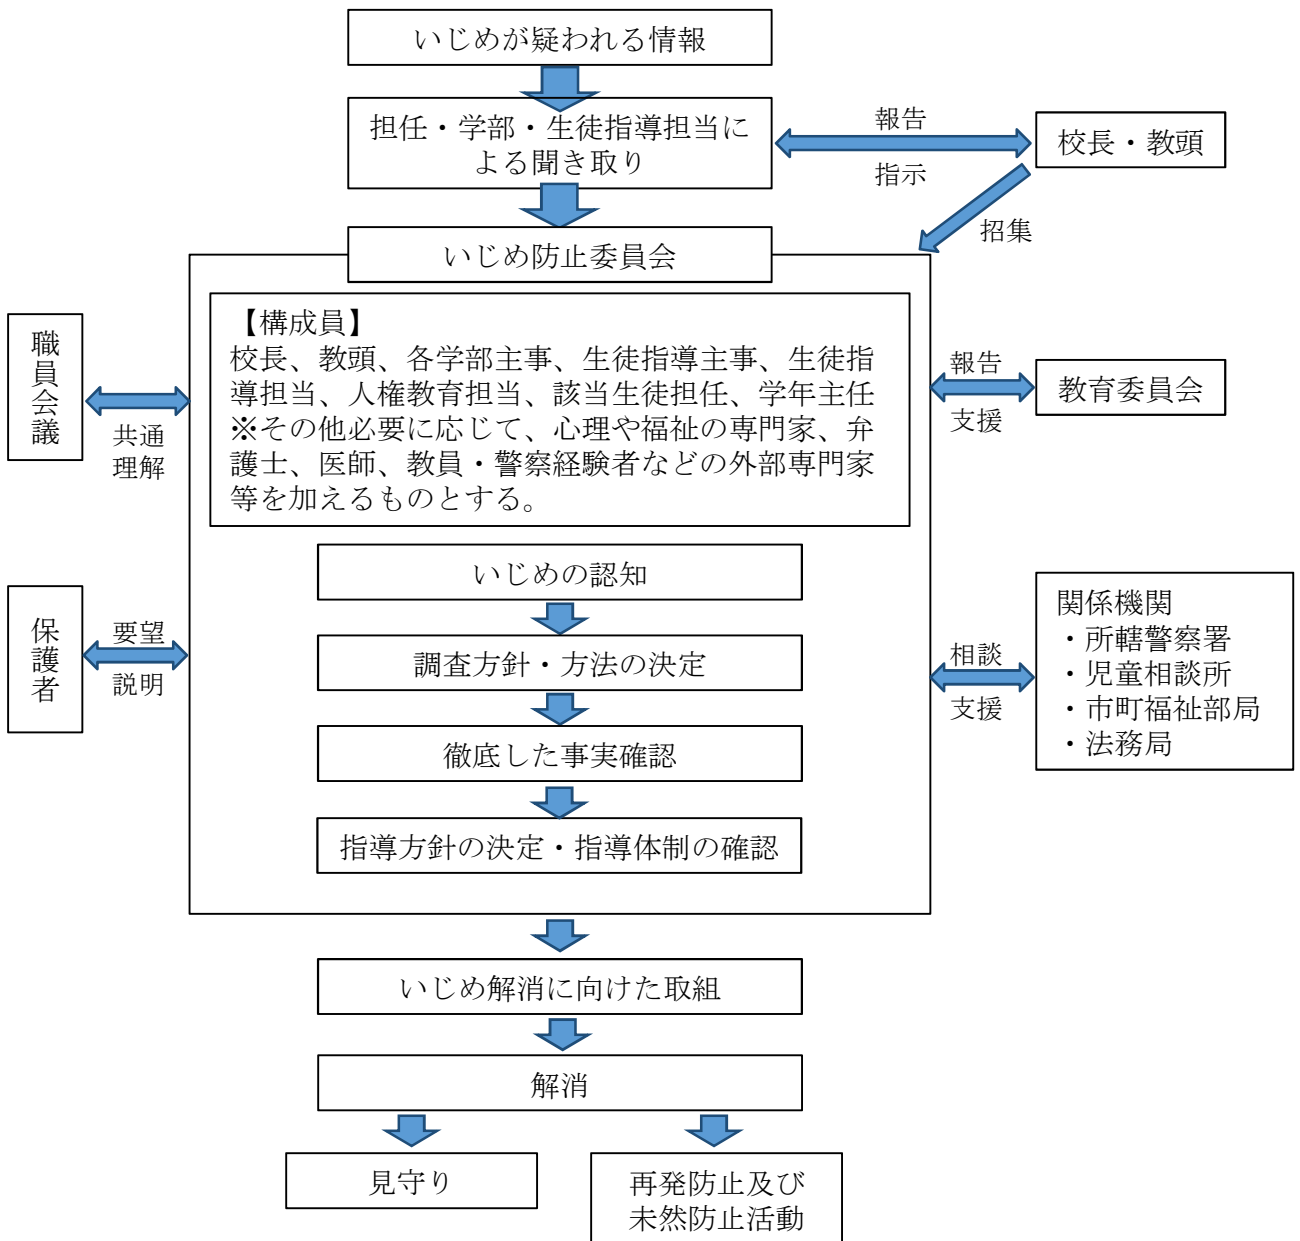 いじめが疑われる情報
担任・学部・生徒指導担当に
よる聞き取り
報告
指示
校長・教頭
招集
いじめ防止委員会
【構成員】
校長、教頭、各学部主事、生徒指導主事、生徒指
導担当、人権教育担当、該当生徒担任、学年主任
※その他必要に応じて、心理や福祉の専門家、弁
護士、医師、教員・警察経験者などの外部専門家
等を加えるものとする。
職員会議
共通
理解
報告
支援
教育委員会
いじめの認知
調査方針・方法の決定
徹底した事実確認
指導方針の決定・指導体制の確認
保護者
要望
説明
相談
支援
関係機関
・所轄警察署
・児童相談所
・市町福祉部局
・法務局
いじめ解消に向けた取組
解消
見守り
再発防止及び
未然防止活動